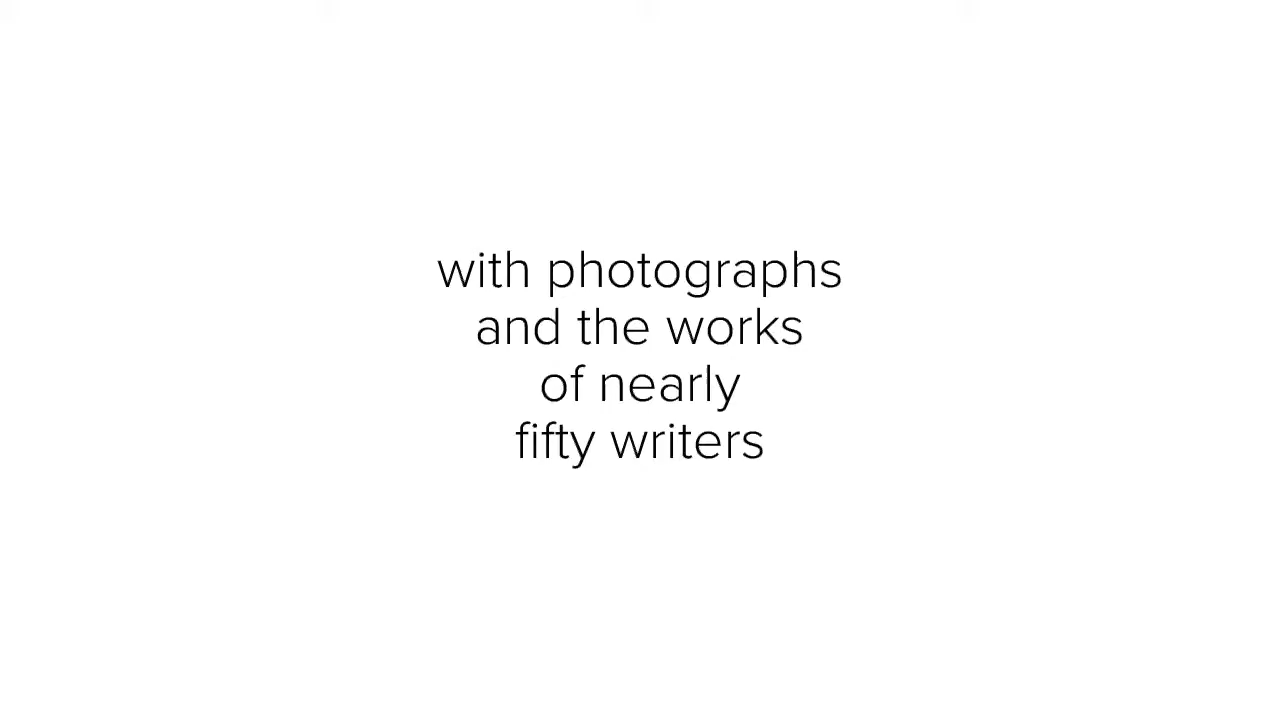 with photographs
and the works
of nearly
fifty writers